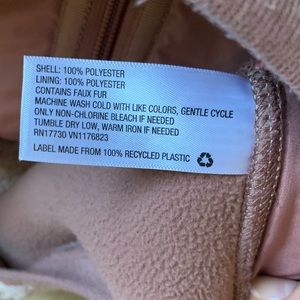 SHELL: 100% POLYESTER
LINING: 100% POLYESTER
CONTAINS FAUX FUR
MACHINE WASH COLD WITH LIKE COLORS, GENTLE CYCLE
ONLY NON-CHLORINE BLEACH IF NEEDED
TUMBLE DRY LOW, WARM IRON IF NEEDED
RN17730 VN1176823
LABEL MADE FROM 100% RECYCLED PLASTIC